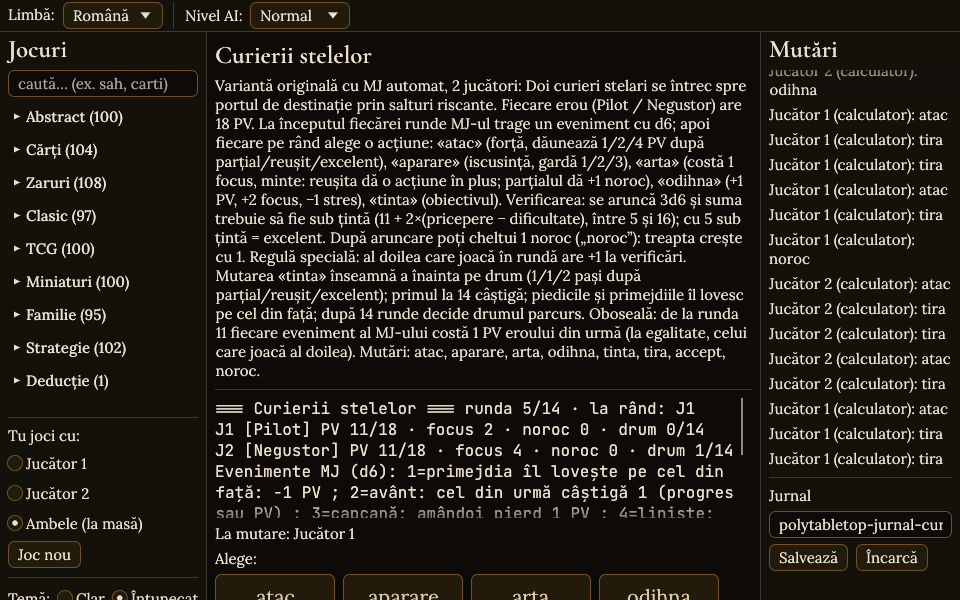 Limbă:
Română
Nivel AI:
Normal
Jocuri
caută... (ex. sah, carti)
Abstract (100)
Cărți (104)
Zaruri (108)
Clasic (97)
TCG (100)
Miniaturi (100)
Familie (95)
Strategie (102)
Deducție (1)
Tu joci cu:
Jucător 1
Jucător 2
Ambele (la masă)
Joc nou
Temă:
Clar
Întunecat
Curierii stelelor
Variantă originală cu MJ automat, 2 jucători: Doi curieri stelari se întrec spre
portul de destinație prin salturi riscante. Fiecare erou (Pilot / Negustor) are
18 PV. La începutul fiecărei runde MJ-ul trage un eveniment cu d6; apoi
fiecare pe rând alege o acțiune: «atac» (forță, dăunează 1/2/4 PV după
parțial/reușit/excelent), «aparare» (iscusință, gardă 1/2/3), «arta» (costă 1
focus, minte: reușita dă o acțiune în plus; parțialul dă +1 noroc), «odihna» (+1
PV, +2 focus, −1 stres), «tinta» (obiectivul). Verificarea: se aruncă 3d6 și suma
trebuie să fie sub țintă (11 + 2×(pricepere − dificultate), între 5 și 16); cu 5 sub
țintă = excelent. După aruncare poți cheltui 1 noroc („noroc”): treapta crește
cu 1. Regulă specială: al doilea care joacă în rundă are +1 la verificări.
Mutarea «tinta» înseamnă a înainta pe drum (1/1/2 pași după
parțial/reușit/excelent); primul la 14 câștigă; piedicile și primejdiile îl lovesc
pe cel din față; după 14 runde decide drumul parcurs. Oboseală: de la runda
11 fiecare eveniment al MJ-ului costă 1 PV eroului din urmă (la egalitate, celui
care joacă al doilea). Mutări: atac, aparare, arta, odihna, tinta, tira, accept,
noroc.
═══ Curierii stelelor ═══ runda 5/14 · la rând: J1
J1 [Pilot] PV 11/18 · focus 2 · noroc 0 · drum 0/14
J2 [Negustor] PV 11/18 · focus 4 · noroc 0 · drum 1/14
Evenimente MJ (d6): 1=primejdia îl lovește pe cel din
față: -1 PV ; 2=avânt: cel din urmă câștigă 1 (progres
sau PV) ; 3=capcană: amândoi pierd 1 PV ; 4=liniște:
La mutare: Jucător 1
Alege:
atac
aparare
arta
odihna
Mutări
Jucător 2 (calculator):
odihna
Jucător 1 (calculator): atac
Jucător 1 (calculator): tira
Jucător 1 (calculator): tira
Jucător 1 (calculator): atac
Jucător 1 (calculator): tira
Jucător 1 (calculator):
noroc
Jucător 2 (calculator): atac
Jucător 2 (calculator): tira
Jucător 2 (calculator): tira
Jucător 2 (calculator): atac
Jucător 2 (calculator): tira
Jucător 1 (calculator): atac
Jucător 1 (calculator): tira
Jucător 1 (calculator): tira
Jurnal
polytabletop-jurnal-cur
Salvează
Încarcă